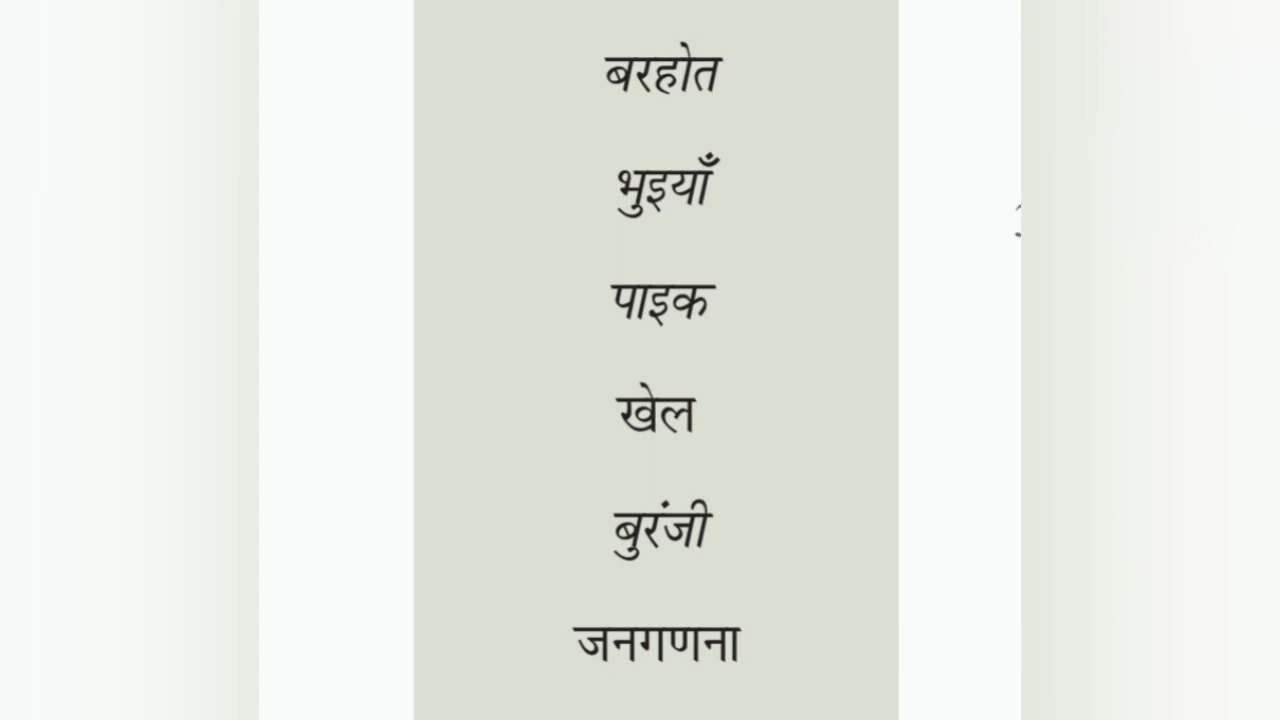 बरहोत
भुइयाँ
पाइक
खेल
बुरंजी
जनगणना